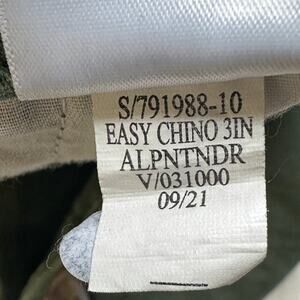 S/791988-10
EASY CHINO 3IN
ALPNTNDR
V/031000
09/21